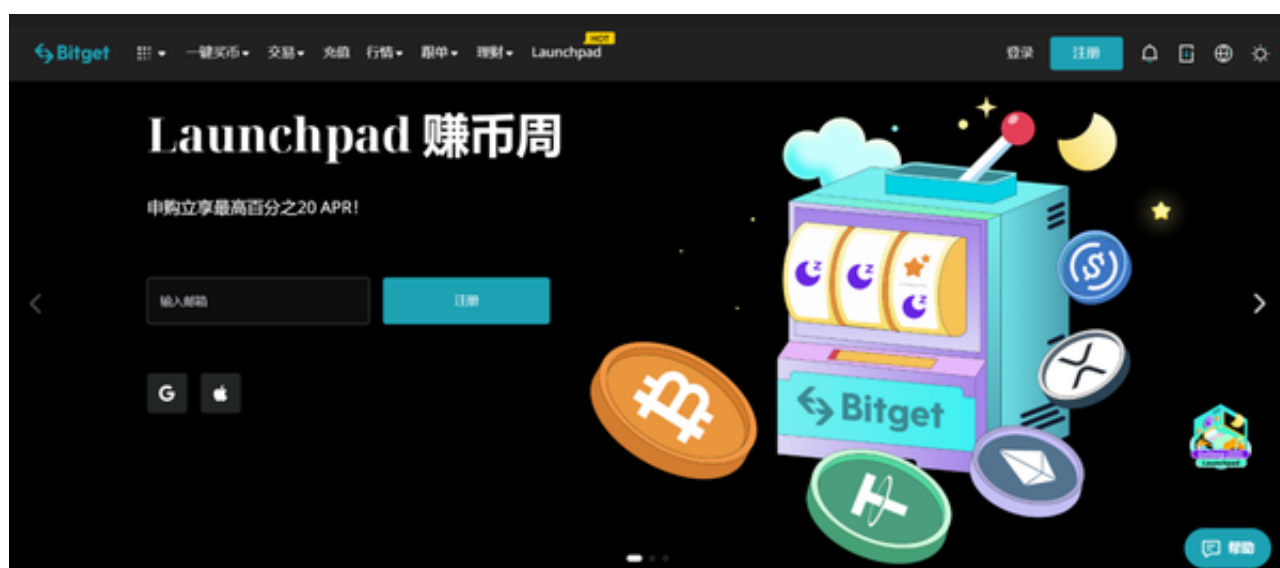 Bitget 一键买币 交易 充值 行情 跟单 理财 Launchpad HOT 登录 注册
Launchpad 赚币周
申购立享最高百分之20 APR!
输入邮箱 注册
G
Bitget
Launchpad
帮助